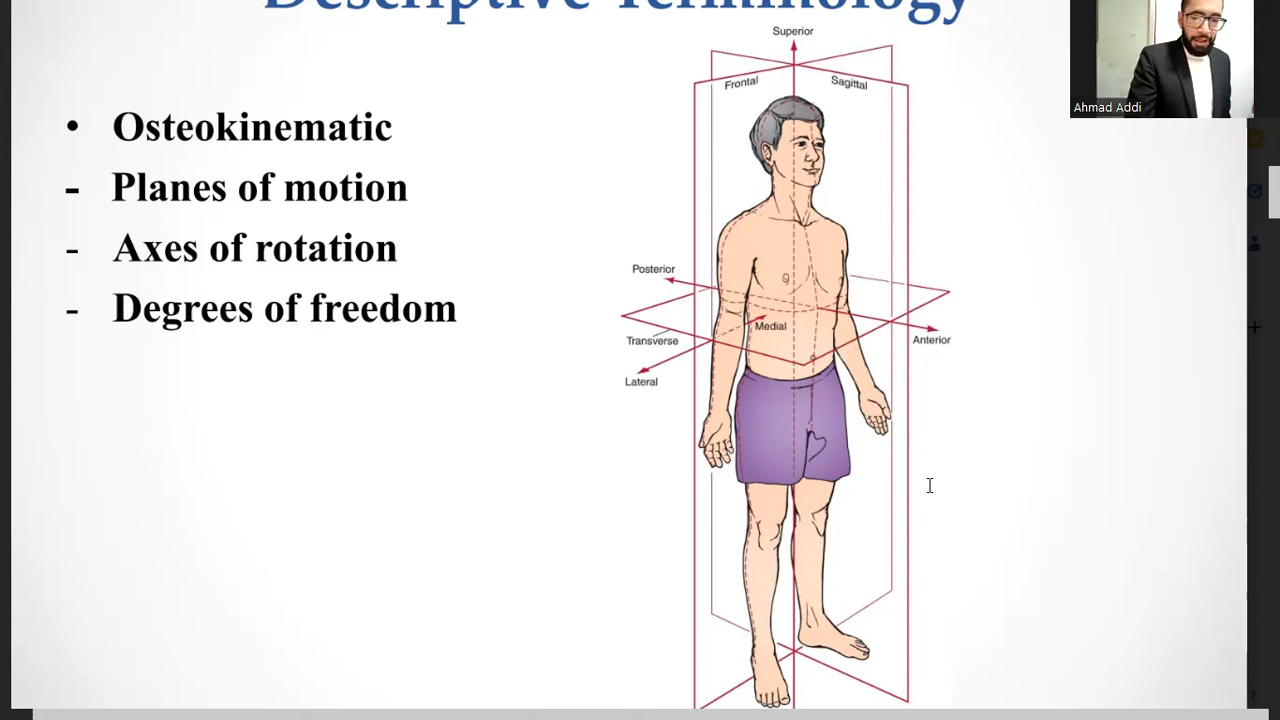 Descriptive Terminology
• Osteokinematic
- Planes of motion
- Axes of rotation
- Degrees of freedom
Superior
Frontal
Sagittal
Posterior
Medial
Transverse
Anterior
Lateral
Ahmad Addi